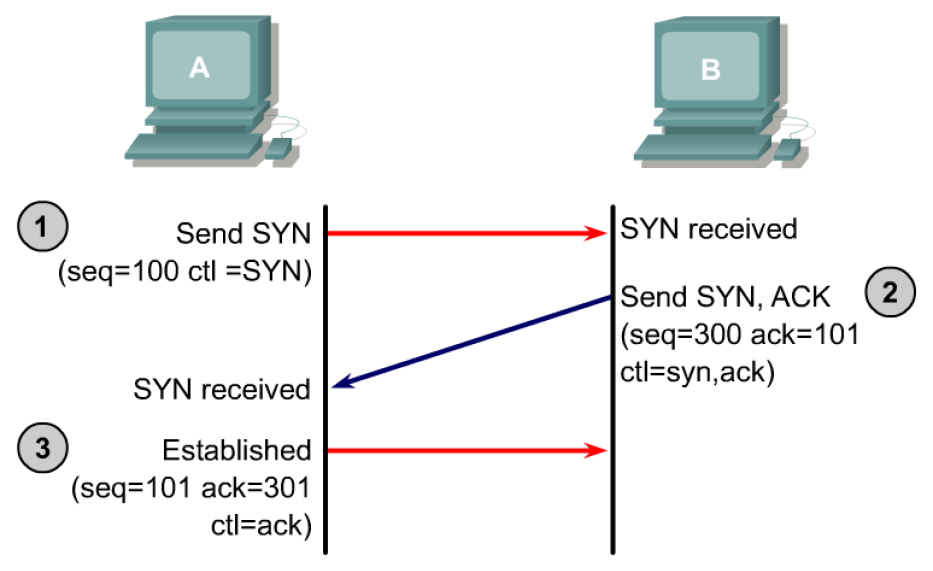 A
B
1
Send SYN
(seq=100 ctl =SYN)
SYN received
Send SYN, ACK
2
(seq=300 ack=101
ctl=syn,ack)
SYN received
3
Established
(seq=101 ack=301
ctl=ack)